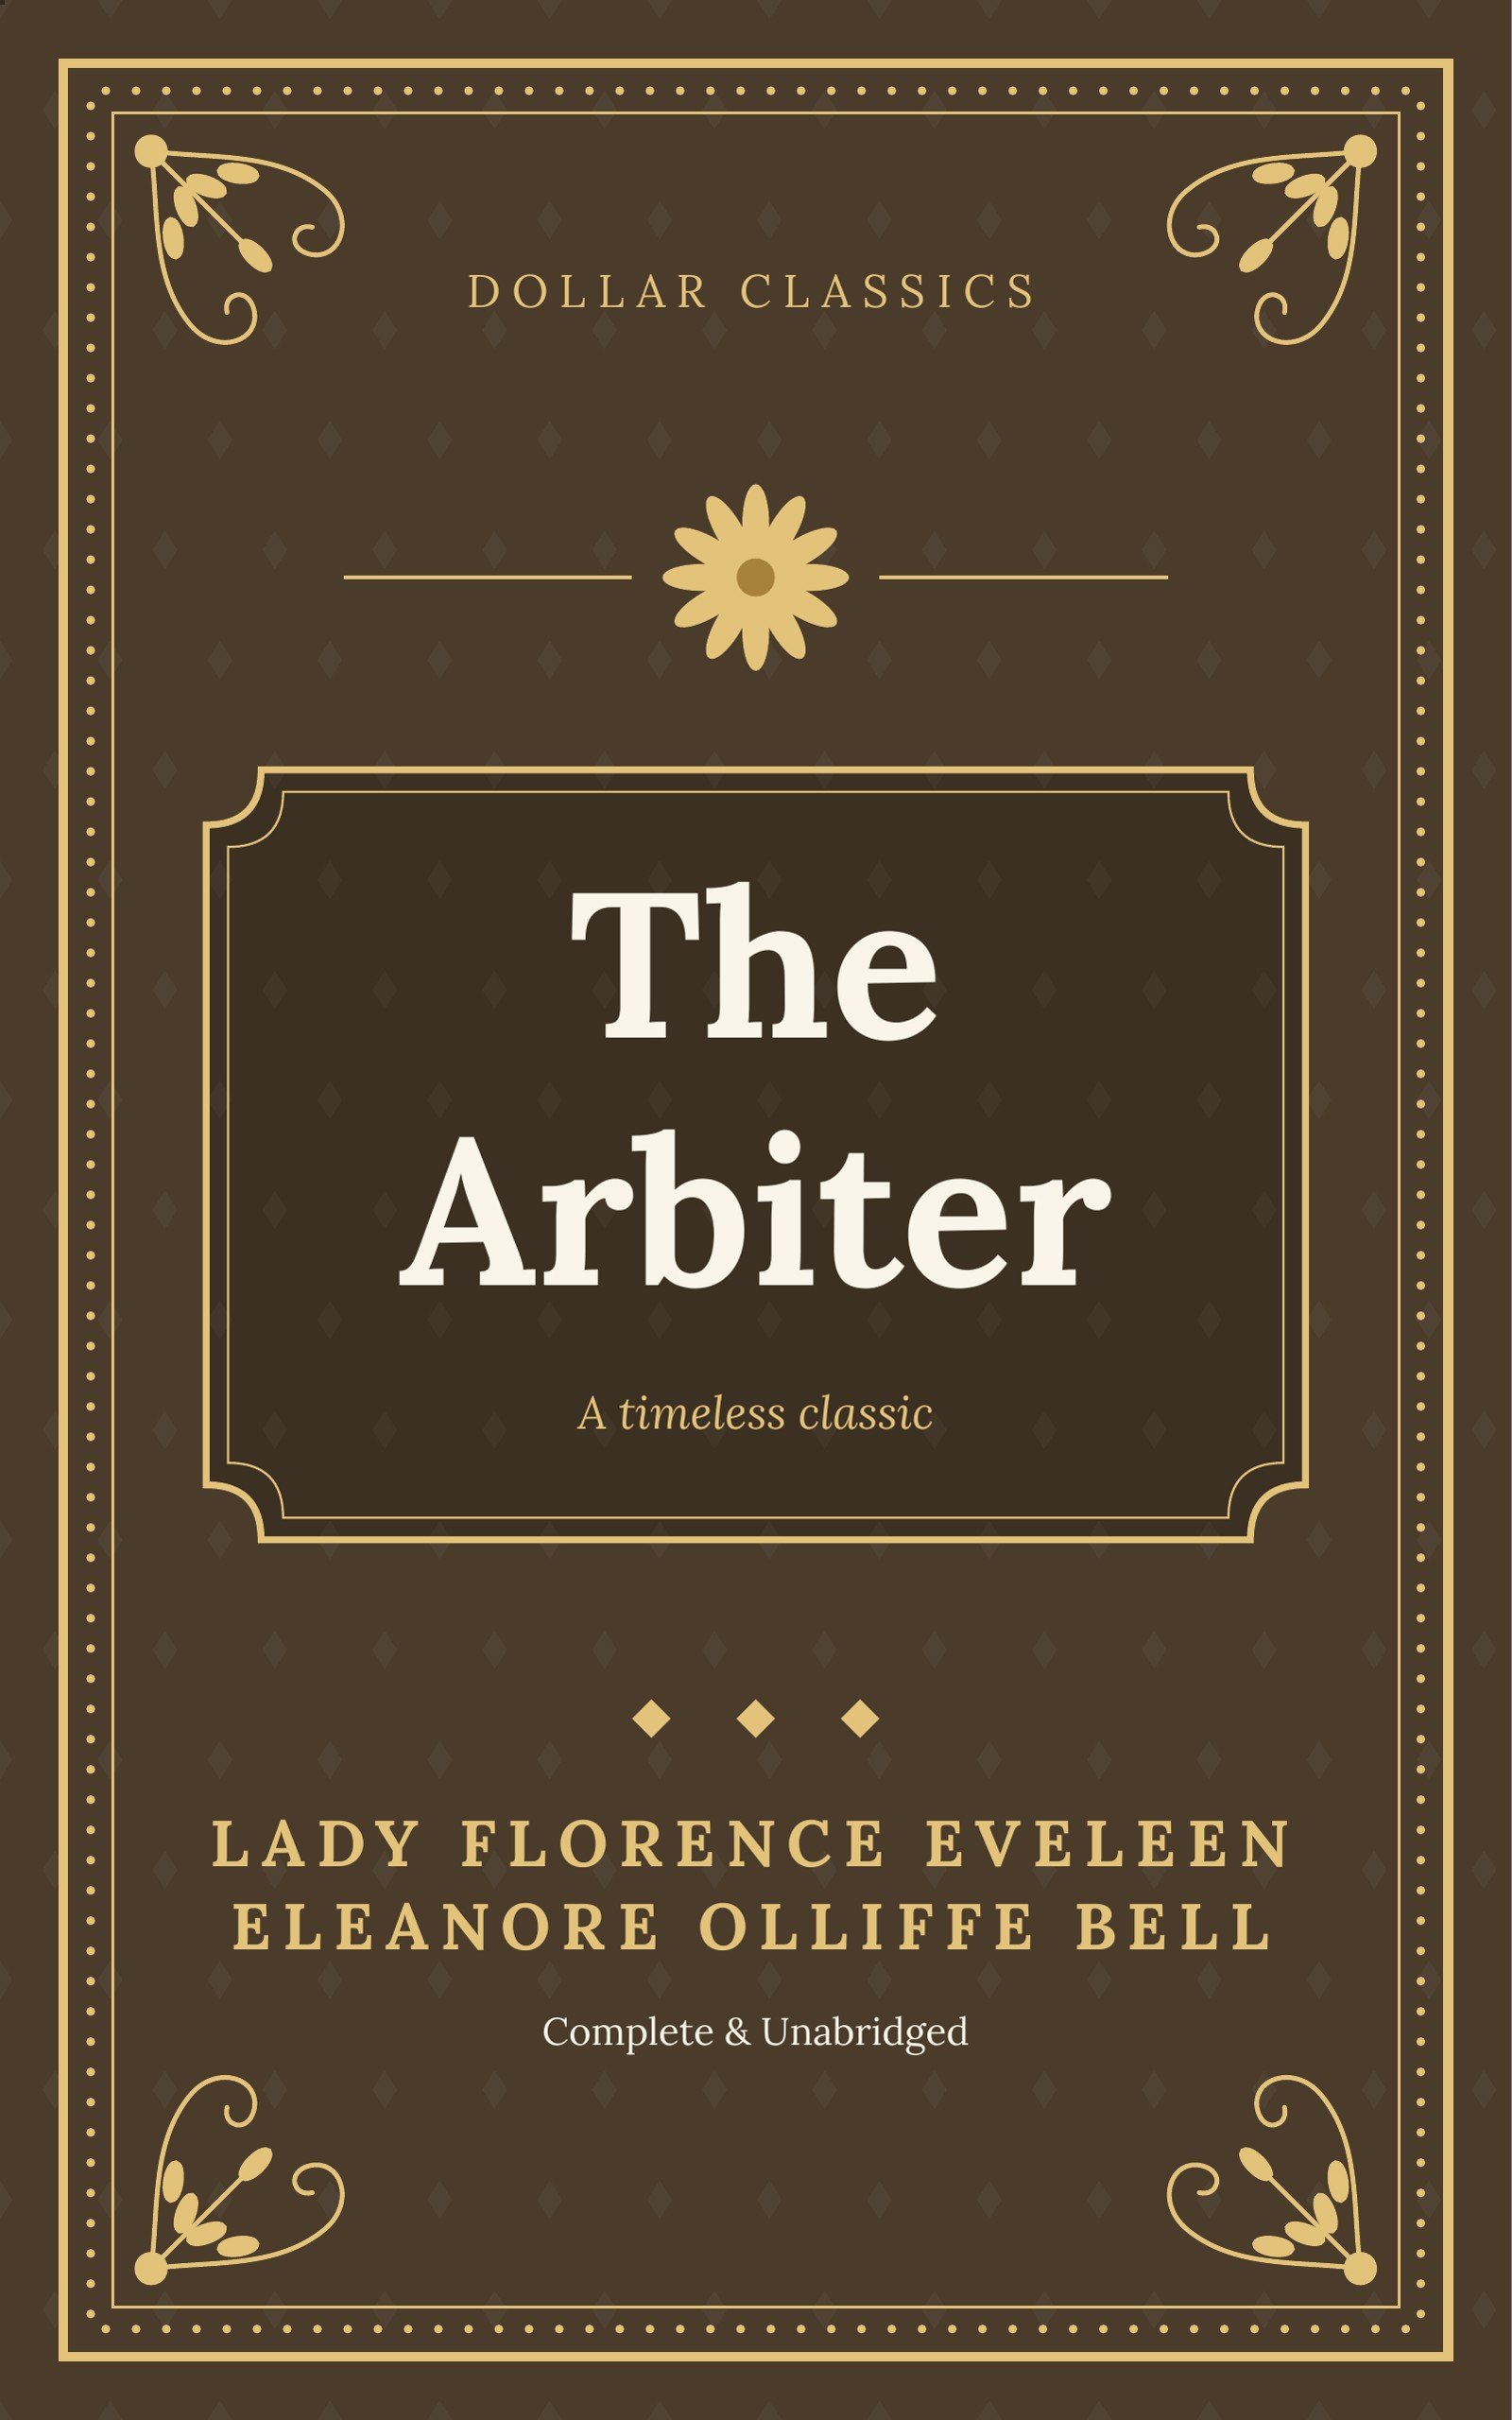 DOLLAR CLASSICS
The
Arbiter
A timeless classic
LADY FLORENCE EVELEEN
ELEANORE OLLIFFE BELL
Complete & Unabridged